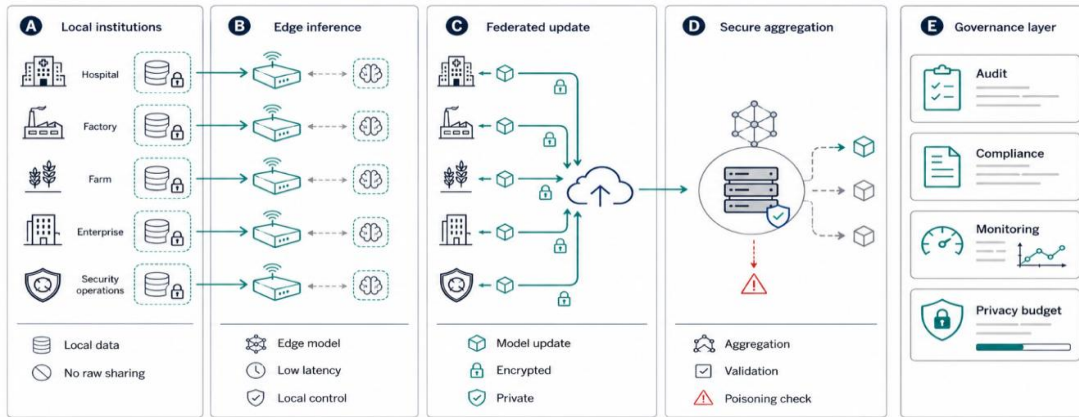 A Local institutions
Hospital
Factory
Farm
Enterprise
Security
operations
Local data
No raw sharing
B Edge inference
Edge model
Low latency
Local control
C Federated update
Model update
Encrypted
Private
D Secure aggregation
Aggregation
Validation
Poisoning check
E Governance layer
Audit
Compliance
Monitoring
Privacy budget